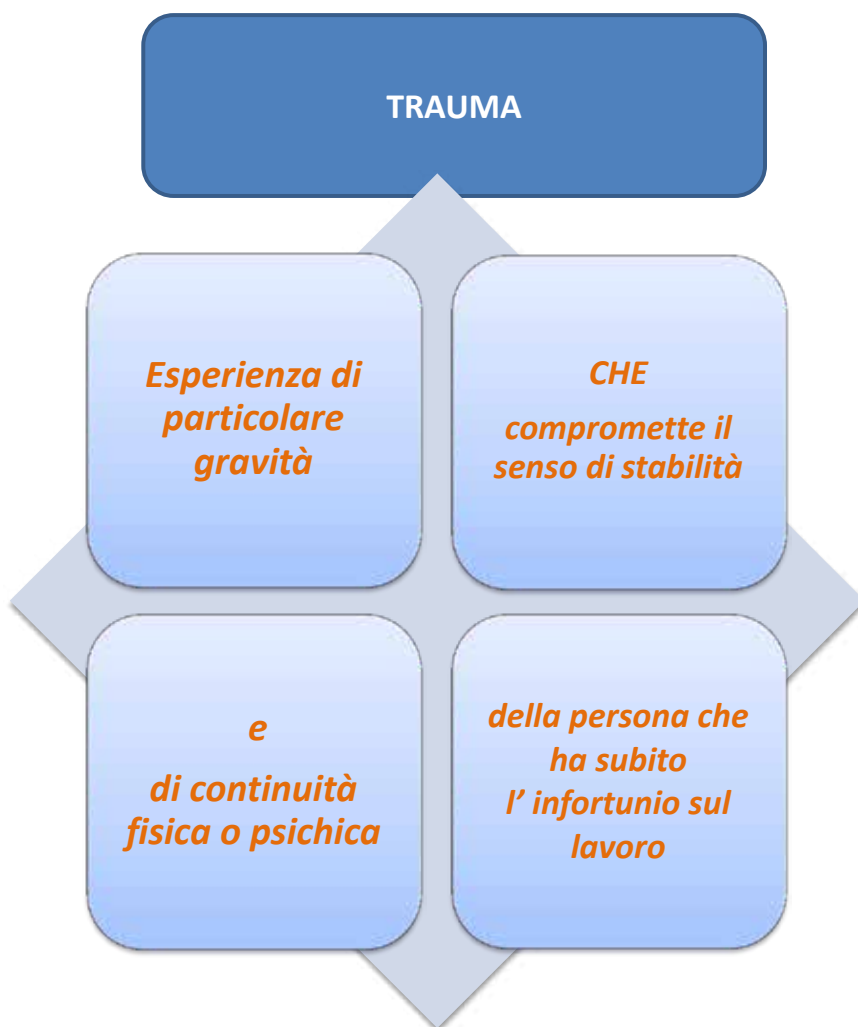 TRAUMA
Esperienza di
particolare
gravità
CHE
compromette il
senso di stabilità
e
di continuità
fisica o psichica
della persona che
ha subito
l’ infortunio sul
lavoro